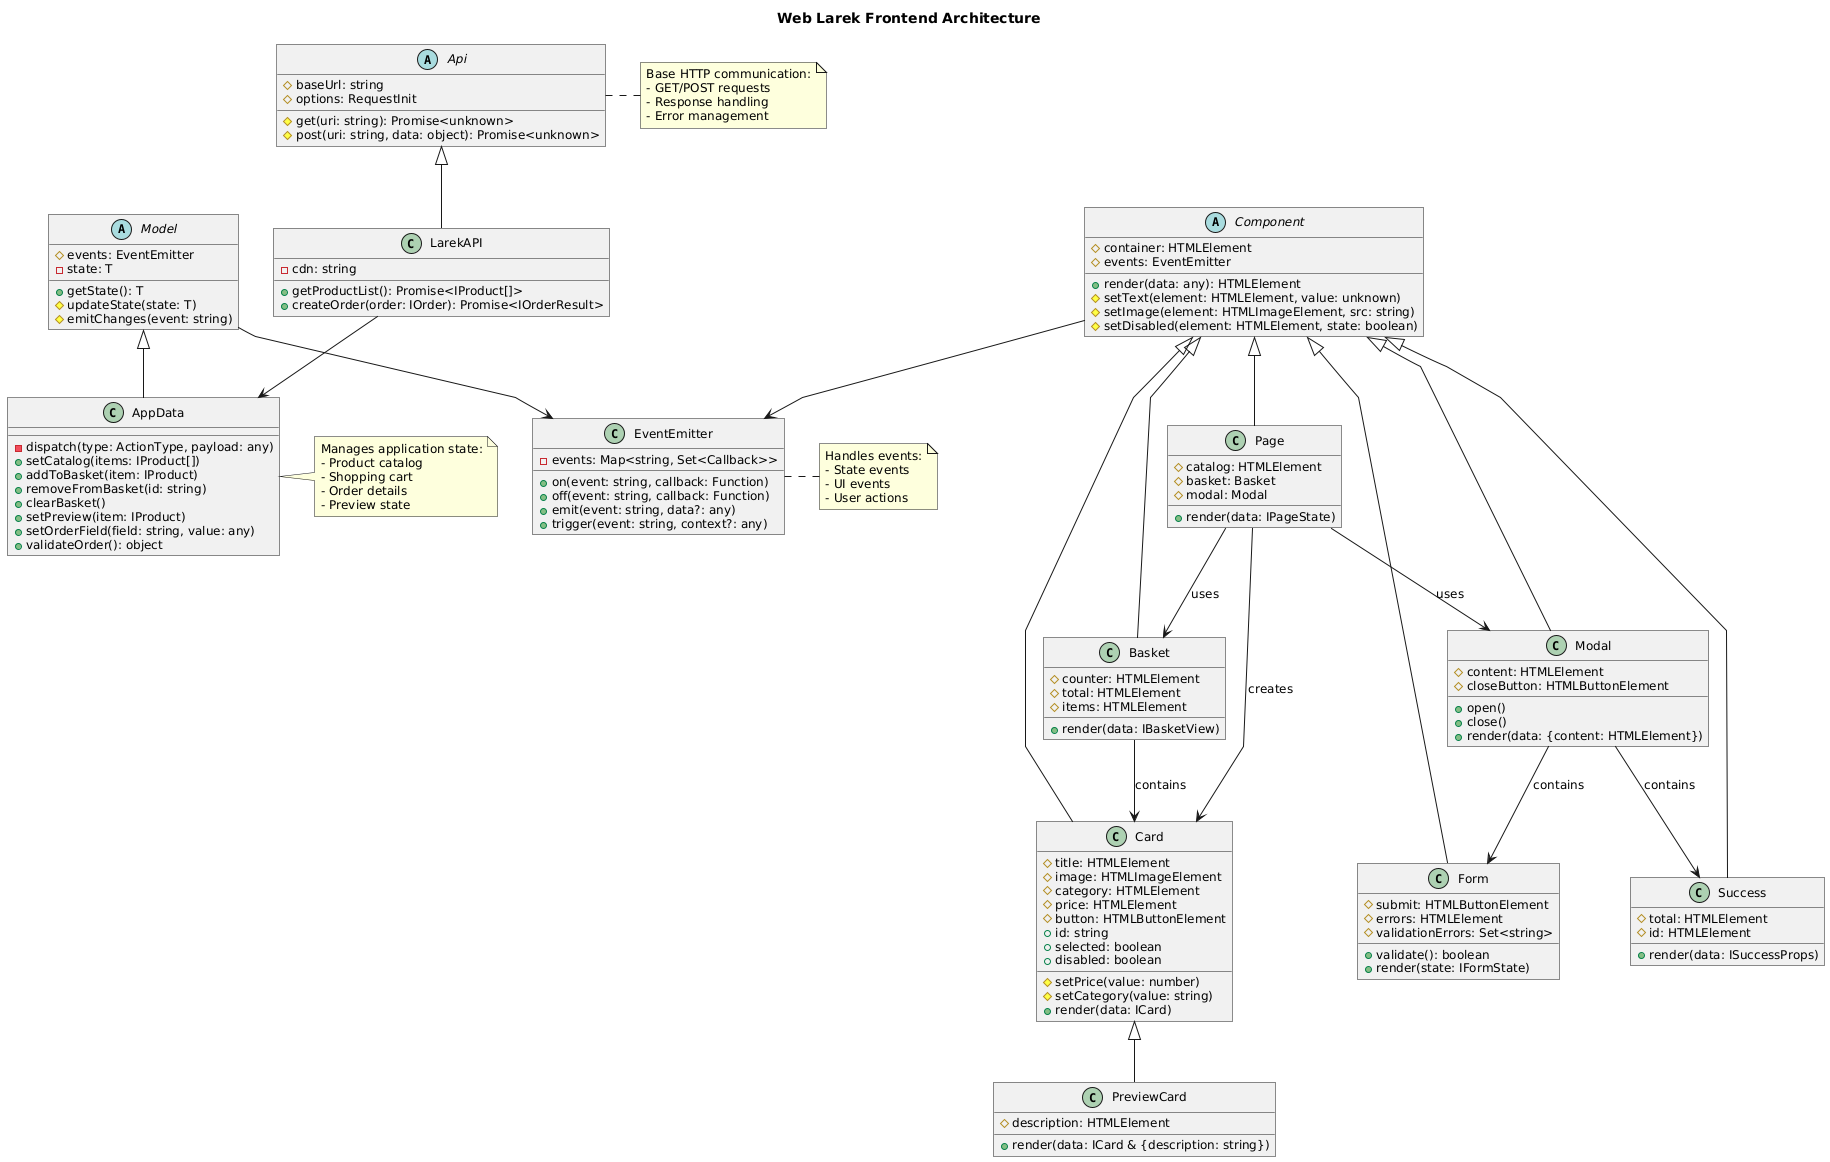 Web Larek Frontend Architecture
A Api
baseUrl: string
options: RequestInit
get(uri: string): Promise<unknown>
post(uri: string, data: object): Promise<unknown>
Base HTTP communication:
- GET/POST requests
- Response handling
- Error management
A Model
events: EventEmitter
state: T
getState(): T
updateState(state: T)
emitChanges(event: string)
C LarekAPI
cdn: string
getProductList(): Promise<IProduct[]>
createOrder(order: IOrder): Promise<IOrderResult>
A Component
container: HTMLElement
events: EventEmitter
render(data: any): HTMLElement
setText(element: HTMLElement, value: unknown)
setImage(element: HTMLImageElement, src: string)
setDisabled(element: HTMLElement, state: boolean)
C AppData
dispatch(type: ActionType, payload: any)
setCatalog(items: IProduct[])
addToBasket(item: IProduct)
removeFromBasket(id: string)
clearBasket()
setPreview(item: IProduct)
setOrderField(field: string, value: any)
validateOrder(): object
Manages application state:
- Product catalog
- Shopping cart
- Order details
- Preview state
C EventEmitter
events: Map<string, Set<Callback>>
on(event: string, callback: Function)
off(event: string, callback: Function)
emit(event: string, data?: any)
trigger(event: string, context?: any)
Handles events:
- State events
- UI events
- User actions
C Page
catalog: HTMLElement
basket: Basket
modal: Modal
render(data: IPageState)
uses
uses
creates
C Basket
counter: HTMLElement
total: HTMLElement
items: HTMLElement
render(data: IBasketView)
C Modal
content: HTMLElement
closeButton: HTMLButtonElement
open()
close()
render(data: {content: HTMLElement})
contains
contains
contains
C Card
title: HTMLElement
image: HTMLImageElement
category: HTMLElement
price: HTMLElement
button: HTMLButtonElement
id: string
selected: boolean
disabled: boolean
setPrice(value: number)
setCategory(value: string)
render(data: ICard)
C Form
submit: HTMLButtonElement
errors: HTMLElement
validationErrors: Set<string>
validate(): boolean
render(state: IFormState)
C Success
total: HTMLElement
id: HTMLElement
render(data: ISuccessProps)
C PreviewCard
description: HTMLElement
render(data: ICard & {description: string})